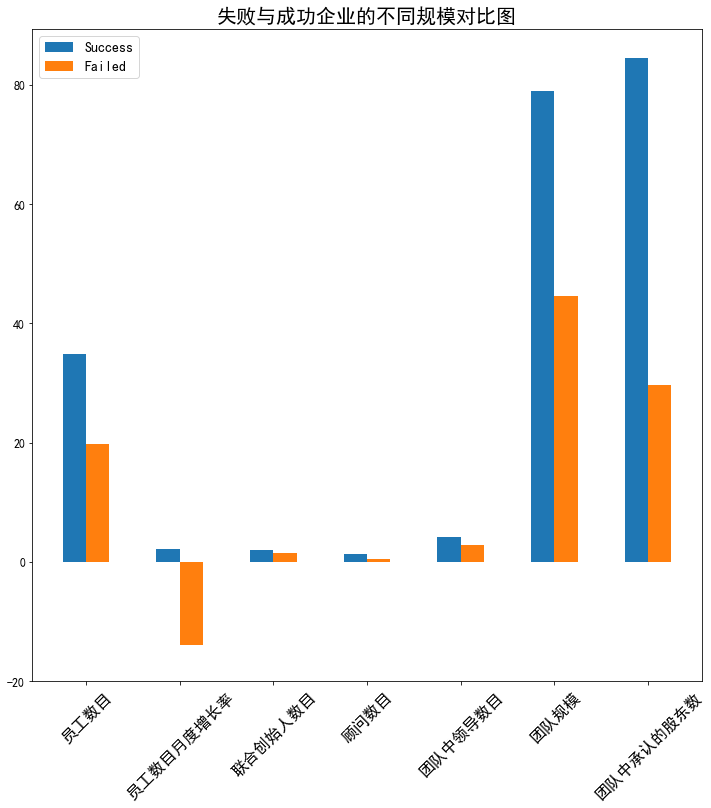 失败与成功企业的不同规模对比图
Success
Failed
80
60
40
20
0
−20
员工数目
员工数目月度增长率
联合创始人数目
顾问数目
团队中领导数目
团队规模
团队中承认的股东数